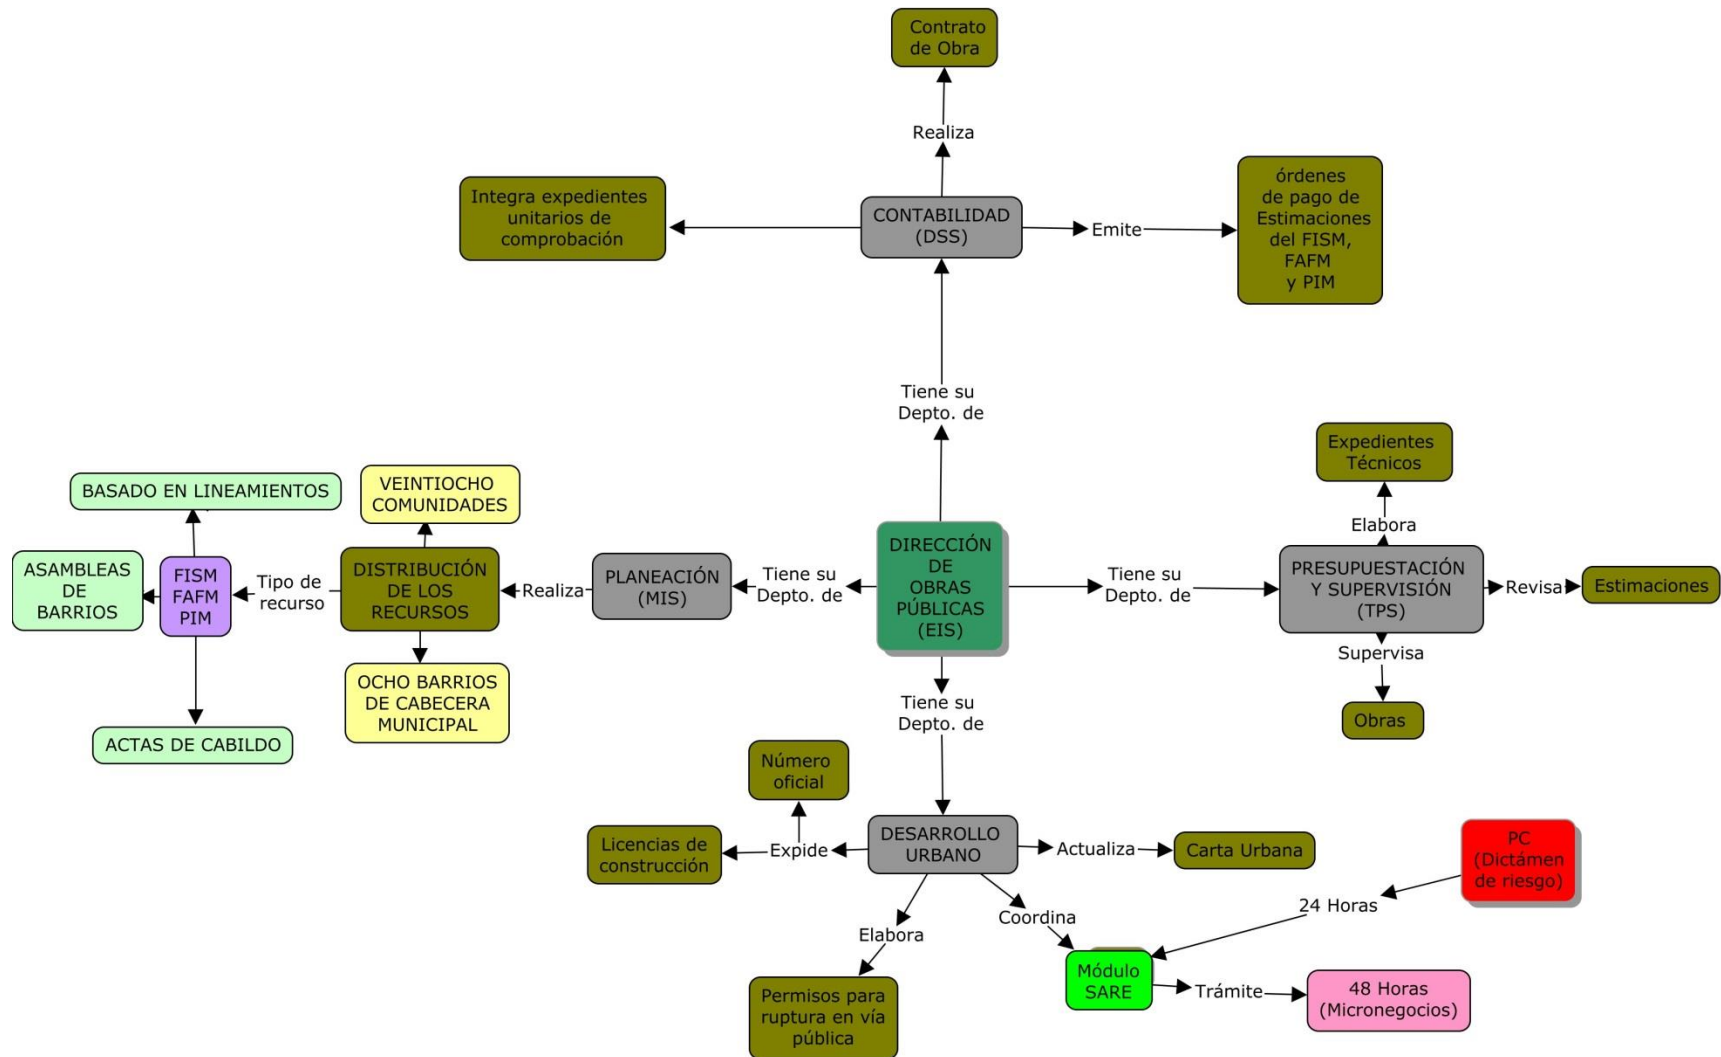 Contrato
de Obra
Realiza
Integra expedientes
unitarios de
comprobación
CONTABILIDAD
(DSS)
Emite
órdenes
de pago de
Estimaciones
del FISM,
FAFM
y PIM
Tiene su
Depto. de
Expedientes
Técnicos
Elabora
BASADO EN LINEAMIENTOS
VEINTIOCHO
COMUNIDADES
ASAMBLEAS
DE
BARRIOS
FISM
FAFM
PIM
Tipo de
recurso
DISTRIBUCIÓN
DE LOS
RECURSOS
Realiza
PLANEACIÓN
(MIS)
Tiene su
Depto. de
DIRECCIÓN
DE
OBRAS
PÚBLICAS
(EIS)
Tiene su
Depto. de
PRESUPUESTACIÓN
Y SUPERVISIÓN
(TPS)
Revisa
Estimaciones
Supervisa
Obras
OCHO BARRIOS
DE CABECERA
MUNICIPAL
ACTAS DE CABILDO
Tiene su
Depto. de
Número
oficial
Licencias de
construcción
Expide
DESARROLLO
URBANO
Actualiza
Carta Urbana
PC
(Dictámen
de riesgo)
24 Horas
Elabora
Coordina
Permisos para
ruptura en vía
pública
Módulo
SARE
Trámite
48 Horas
(Micronegocios)